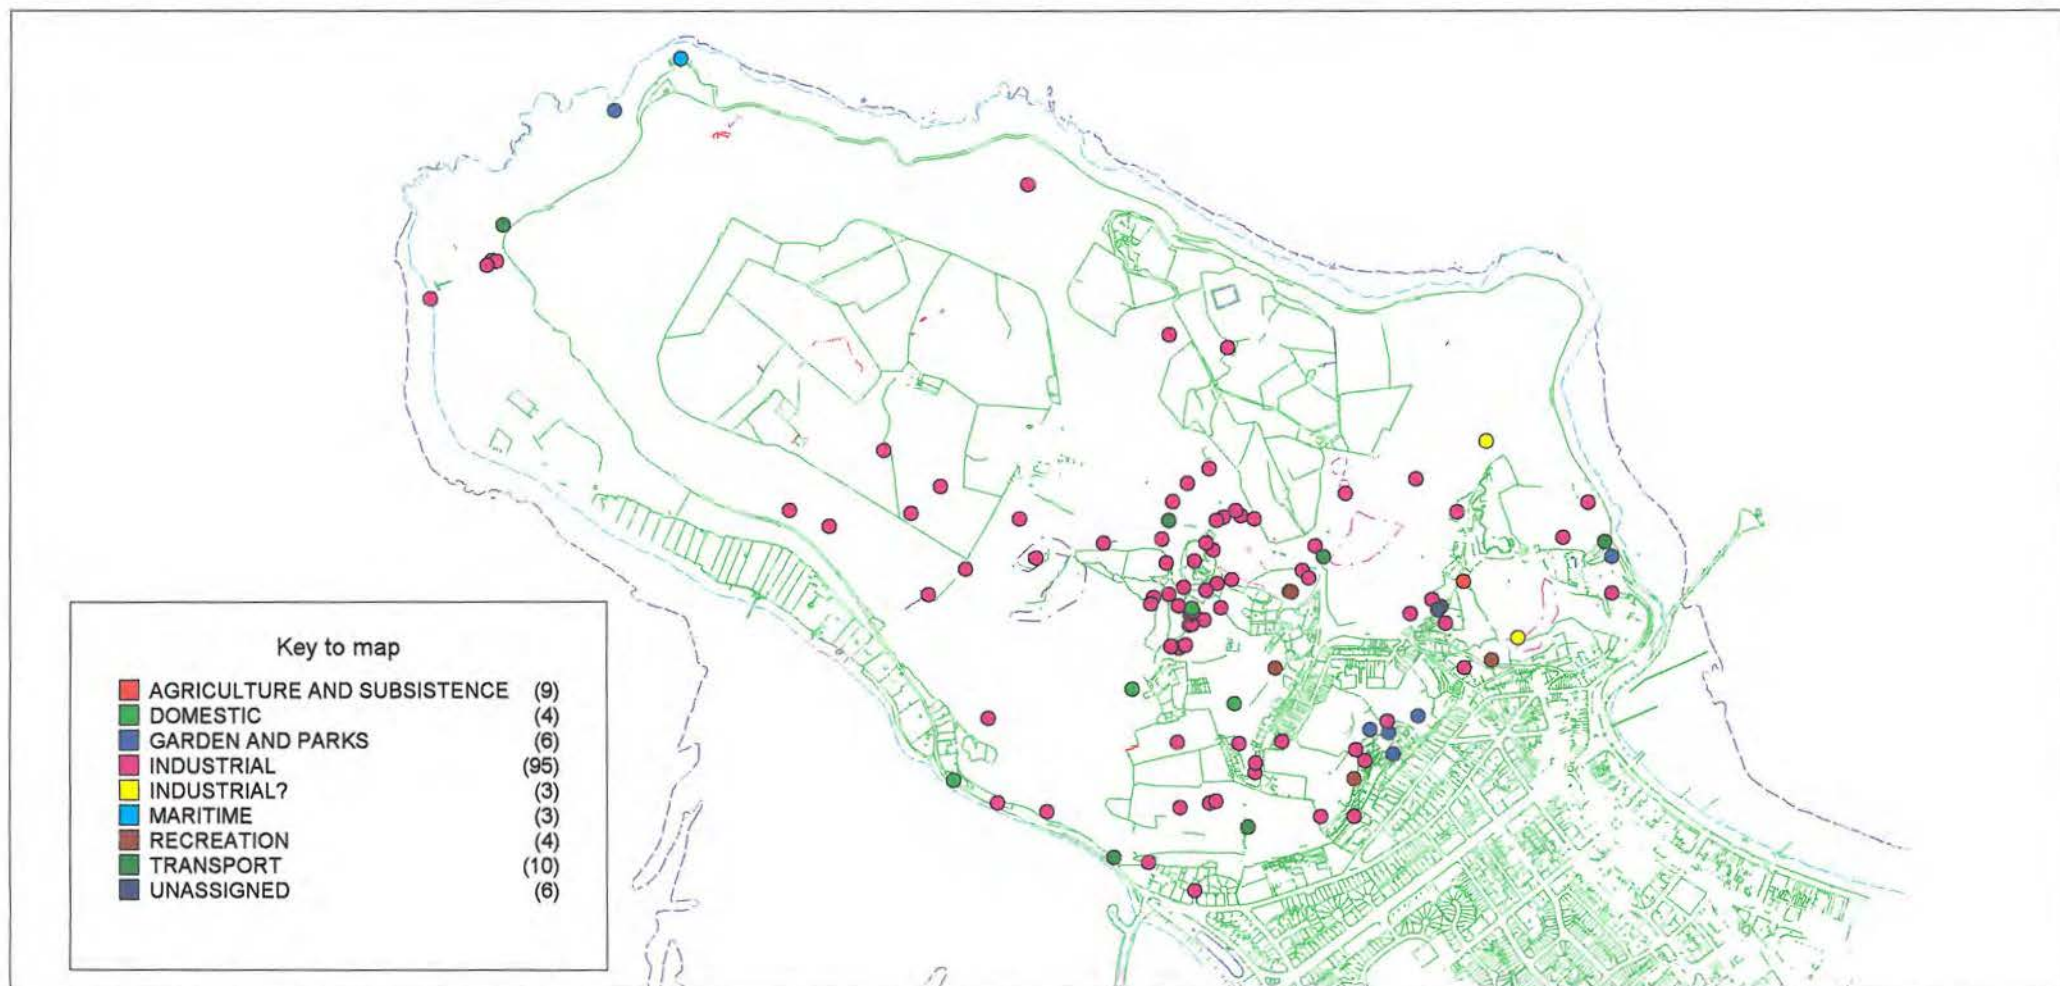 Key to map
AGRICULTURE AND SUBSISTENCE (9)
DOMESTIC (4)
GARDEN AND PARKS (6)
INDUSTRIAL (95)
INDUSTRIAL? (3)
MARITIME (3)
RECREATION (4)
TRANSPORT (10)
UNASSIGNED (6)